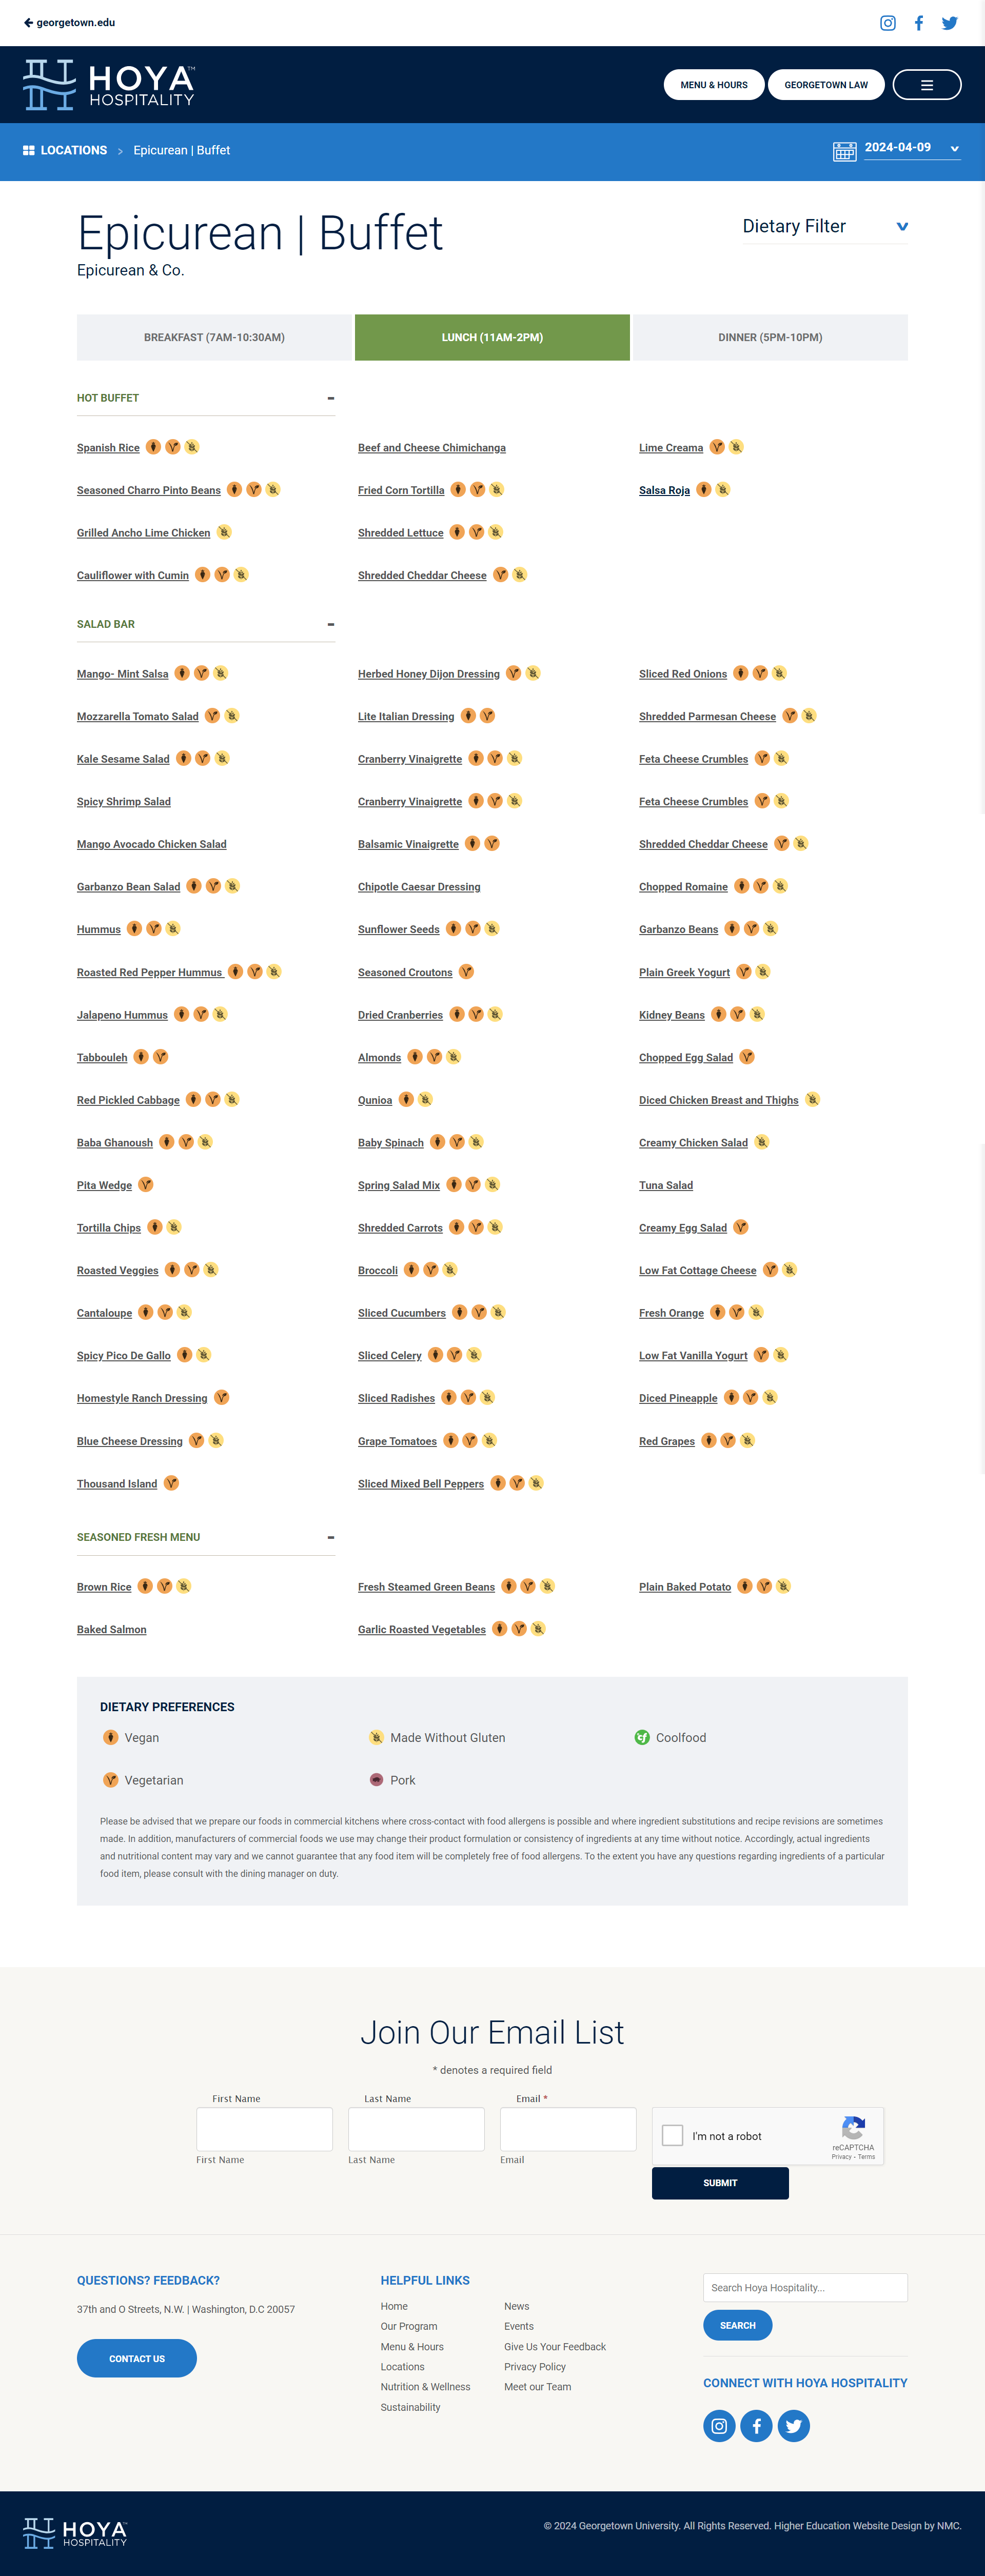 georgetown.edu
HOYA™
HOSPITALITY
MENU & HOURS
GEORGETOWN LAW
LOCATIONS
Epicurean | Buffet
2024-04-09
Epicurean | Buffet
Dietary Filter
Epicurean & Co.
BREAKFAST (7AM-10:30AM)
LUNCH (11AM-2PM)
DINNER (5PM-10PM)
HOT BUFFET
Spanish Rice
Beef and Cheese Chimichanga
Lime Creama
Seasoned Charro Pinto Beans
Fried Corn Tortilla
Salsa Roja
Grilled Ancho Lime Chicken
Shredded Lettuce
Cauliflower with Cumin
Shredded Cheddar Cheese
SALAD BAR
Mango- Mint Salsa
Herbed Honey Dijon Dressing
Sliced Red Onions
Mozzarella Tomato Salad
Lite Italian Dressing
Shredded Parmesan Cheese
Kale Sesame Salad
Cranberry Vinaigrette
Feta Cheese Crumbles
Spicy Shrimp Salad
Cranberry Vinaigrette
Feta Cheese Crumbles
Mango Avocado Chicken Salad
Balsamic Vinaigrette
Shredded Cheddar Cheese
Garbanzo Bean Salad
Chipotle Caesar Dressing
Chopped Romaine
Hummus
Sunflower Seeds
Garbanzo Beans
Roasted Red Pepper Hummus
Seasoned Croutons
Plain Greek Yogurt
Jalapeno Hummus
Dried Cranberries
Kidney Beans
Tabbouleh
Almonds
Chopped Egg Salad
Red Pickled Cabbage
Qunioa
Diced Chicken Breast and Thighs
Baba Ghanoush
Baby Spinach
Creamy Chicken Salad
Pita Wedge
Spring Salad Mix
Tuna Salad
Tortilla Chips
Shredded Carrots
Creamy Egg Salad
Roasted Veggies
Broccoli
Low Fat Cottage Cheese
Cantaloupe
Sliced Cucumbers
Fresh Orange
Spicy Pico De Gallo
Sliced Celery
Low Fat Vanilla Yogurt
Homestyle Ranch Dressing
Sliced Radishes
Diced Pineapple
Blue Cheese Dressing
Grape Tomatoes
Red Grapes
Thousand Island
Sliced Mixed Bell Peppers
SEASONED FRESH MENU
Brown Rice
Fresh Steamed Green Beans
Plain Baked Potato
Baked Salmon
Garlic Roasted Vegetables
DIETARY PREFERENCES
Vegan
Made Without Gluten
Coolfood
Vegetarian
Pork
Please be advised that we prepare our foods in commercial kitchens where cross-contact with food allergens is possible and where ingredient substitutions and recipe revisions are sometimes
made. In addition, manufacturers of commercial foods we use may change their product formulation or consistency of ingredients at any time without notice. Accordingly, actual ingredients
and nutritional content may vary and we cannot guarantee that any food item will be completely free of food allergens. To the extent you have any questions regarding ingredients of a particular
food item, please consult with the dining manager on duty.
Join Our Email List
* denotes a required field
First Name
Last Name
Email *
First Name
Last Name
Email
I'm not a robot
reCAPTCHA
Privacy - Terms
SUBMIT
QUESTIONS? FEEDBACK?
37th and O Streets, N.W. | Washington, D.C 20057
CONTACT US
HELPFUL LINKS
Home
Our Program
Menu & Hours
Locations
Nutrition & Wellness
Sustainability
News
Events
Give Us Your Feedback
Privacy Policy
Meet our Team
Search Hoya Hospitality...
SEARCH
CONNECT WITH HOYA HOSPITALITY
HOYA™
HOSPITALITY
© 2024 Georgetown University. All Rights Reserved. Higher Education Website Design by NMC.